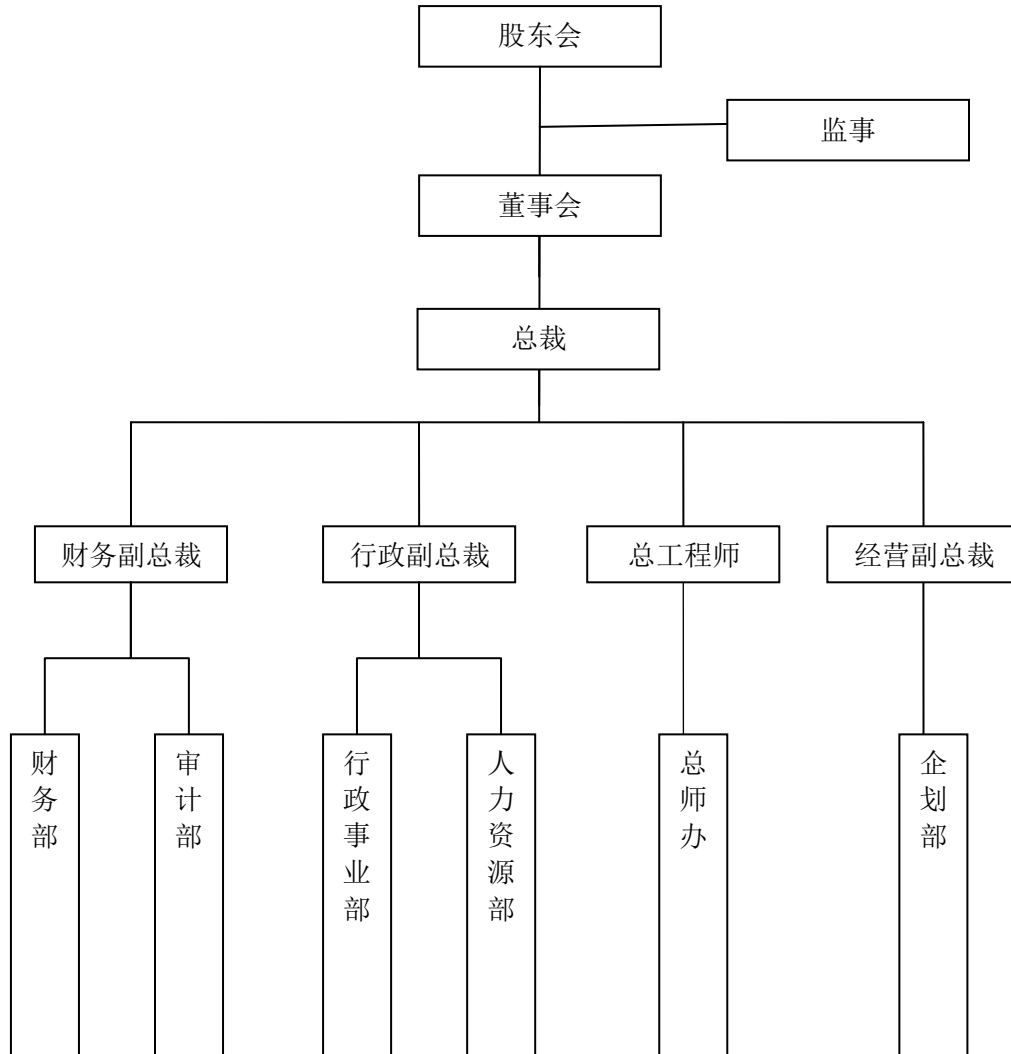 股东会
监事
董事会
总裁
财务副总裁
行政副总裁
总工程师
经营副总裁
财务部
审计部
行政事业部
人力资源部
总师办
企划部